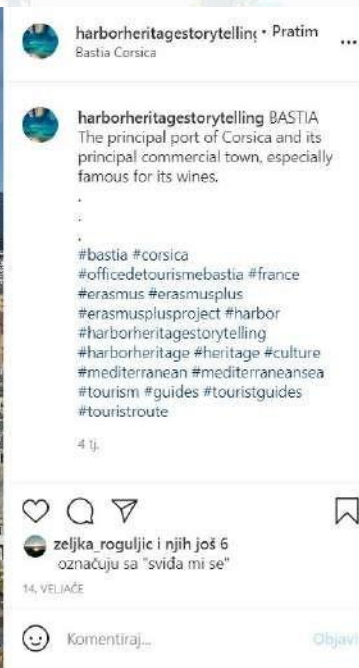 harborheritagestorytelling • Pratim
Bastia Corsica
...
harborheritagestorytelling BASTIA
The principal port of Corsica and its
principal commercial town, especially
famous for its wines.
.
.
.
#bastia #corsica
#officedetourismebastia #france
#erasmus #erasmusplus
#erasmusplusproject #harbor
#harborheritagestorytelling
#harborheritage #heritage #culture
#mediterranean #mediterraneansea
#tourism #guides #touristguides
#touristroute
4 tj.
zeljka_roguljic i njih još 6
označuju sa "sviđa mi se"
14. VELJAČE
Komentiraj...
Objavi